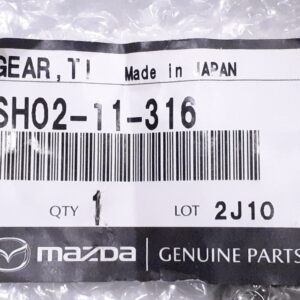 GEAR, TI Made in JAPAN
SH02-11-316
QTY 1 LOT 2J10
mazda GENUINE PARTS